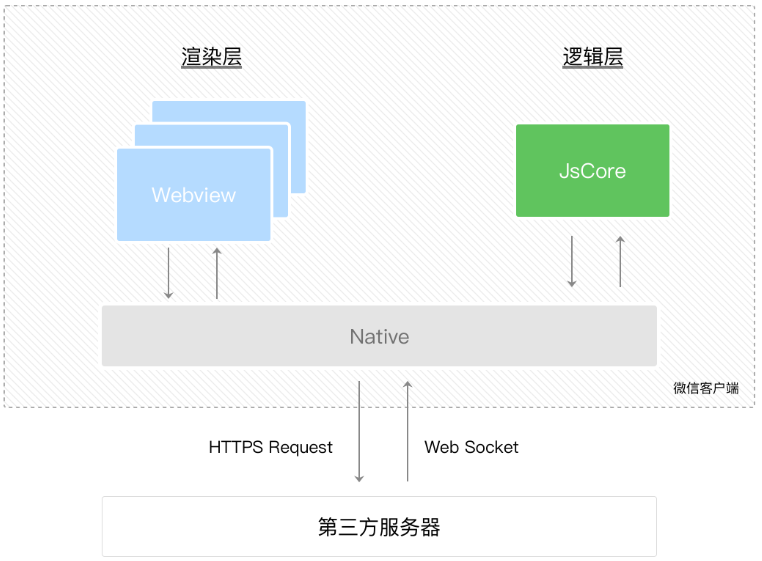 渲染层
逻辑层
Webview
JsCore
Native
微信客户端
HTTPS Request
Web Socket
第三方服务器